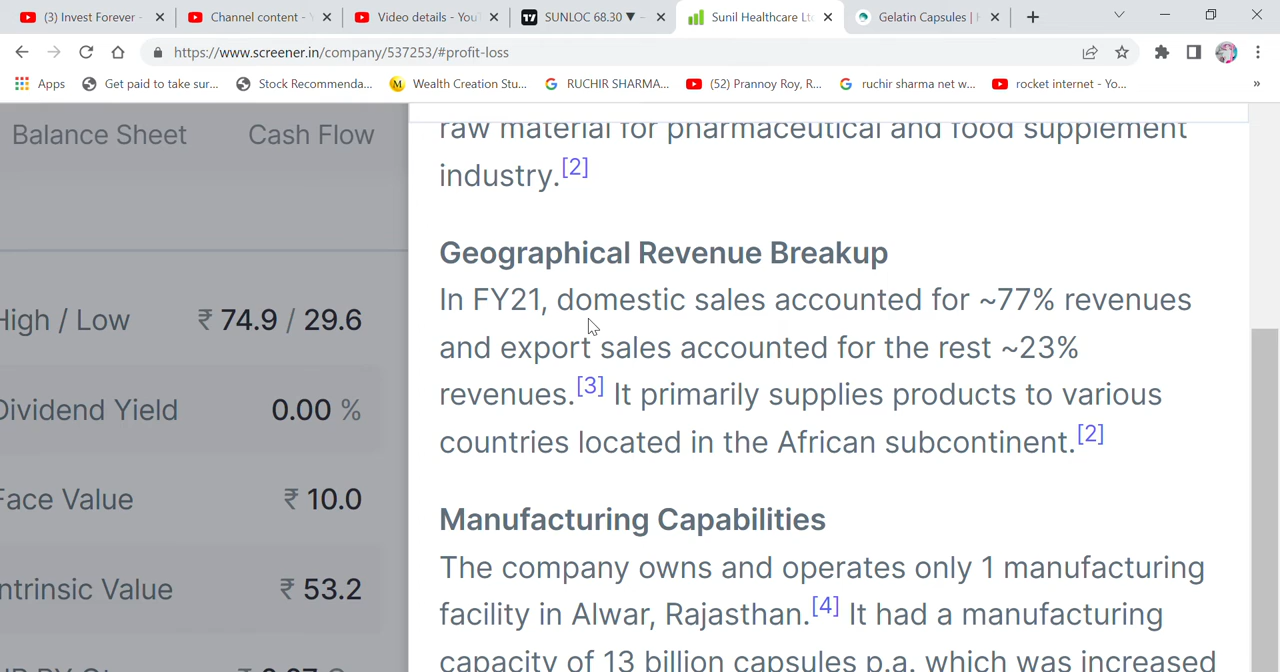 (3) Invest Forever -
Channel content -
Video details - You
SUNLOC 68.30 ▼ -
Sunil Healthcare Lt
Gelatin Capsules |
https://www.screener.in/company/537253/#profit-loss
Apps
Get paid to take sur...
Stock Recommenda...
Wealth Creation Stu...
RUCHIR SHARMA...
(52) Prannoy Roy, R...
ruchir sharma net w...
rocket internet - Yo...
»
Balance Sheet
Cash Flow
High / Low ₹ 74.9 / 29.6
Dividend Yield 0.00 %
Face Value ₹ 10.0
Intrinsic Value ₹ 53.2
raw material for pharmaceutical and food supplement
industry.[2]
Geographical Revenue Breakup
In FY21, domestic sales accounted for ~77% revenues
and export sales accounted for the rest ~23%
revenues.[3] It primarily supplies products to various
countries located in the African subcontinent.[2]
Manufacturing Capabilities
The company owns and operates only 1 manufacturing
facility in Alwar, Rajasthan.[4] It had a manufacturing
capacity of 13 billion capsules p.a. which was increased